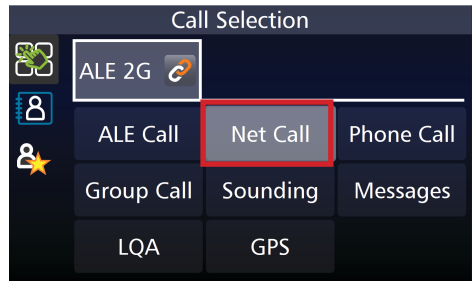 Call Selection
ALE 2G
ALE Call Net Call Phone Call
Group Call Sounding Messages
LQA GPS